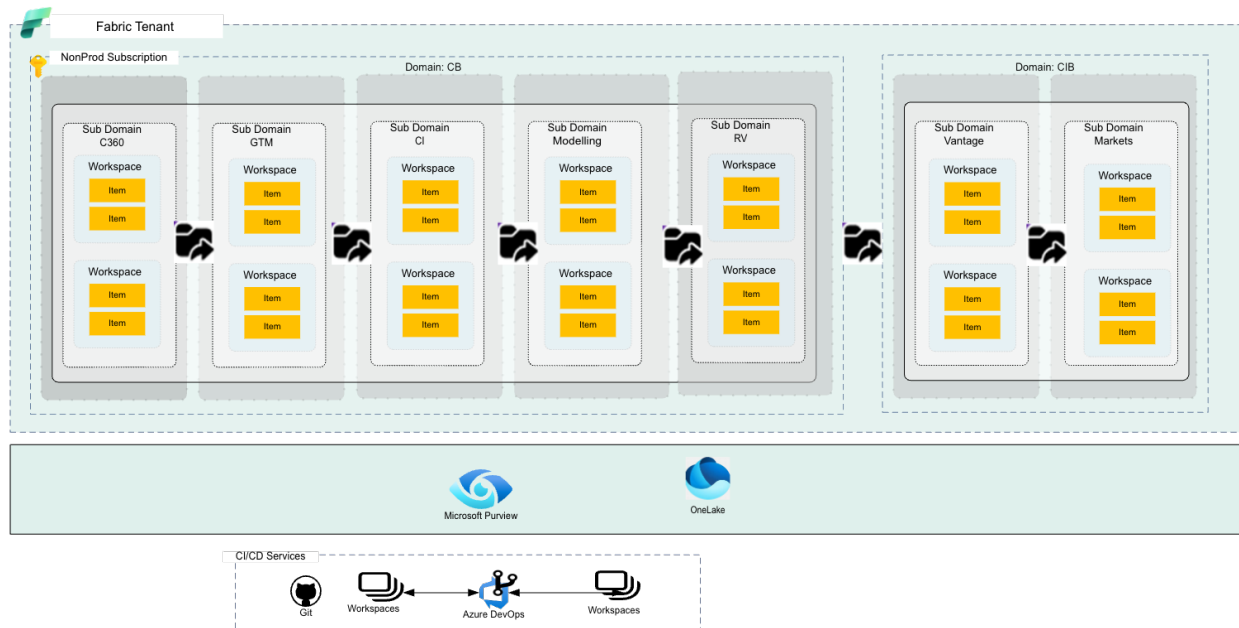 Fabric Tenant
NonProd Subscription
Domain: CB
Domain: CIB
Sub Domain
C360
Workspace
Item
Item
Workspace
Item
Item
Sub Domain
GTM
Workspace
Item
Item
Workspace
Item
Item
Sub Domain
CI
Workspace
Item
Item
Workspace
Item
Item
Sub Domain
Modelling
Workspace
Item
Item
Workspace
Item
Item
Sub Domain
RV
Workspace
Item
Item
Workspace
Item
Item
Sub Domain
Vantage
Workspace
Item
Item
Workspace
Item
Item
Sub Domain
Markets
Workspace
Item
Item
Workspace
Item
Item
Microsoft Purview
OneLake
CI/CD Services
Git
Workspaces
Azure DevOps
Workspaces